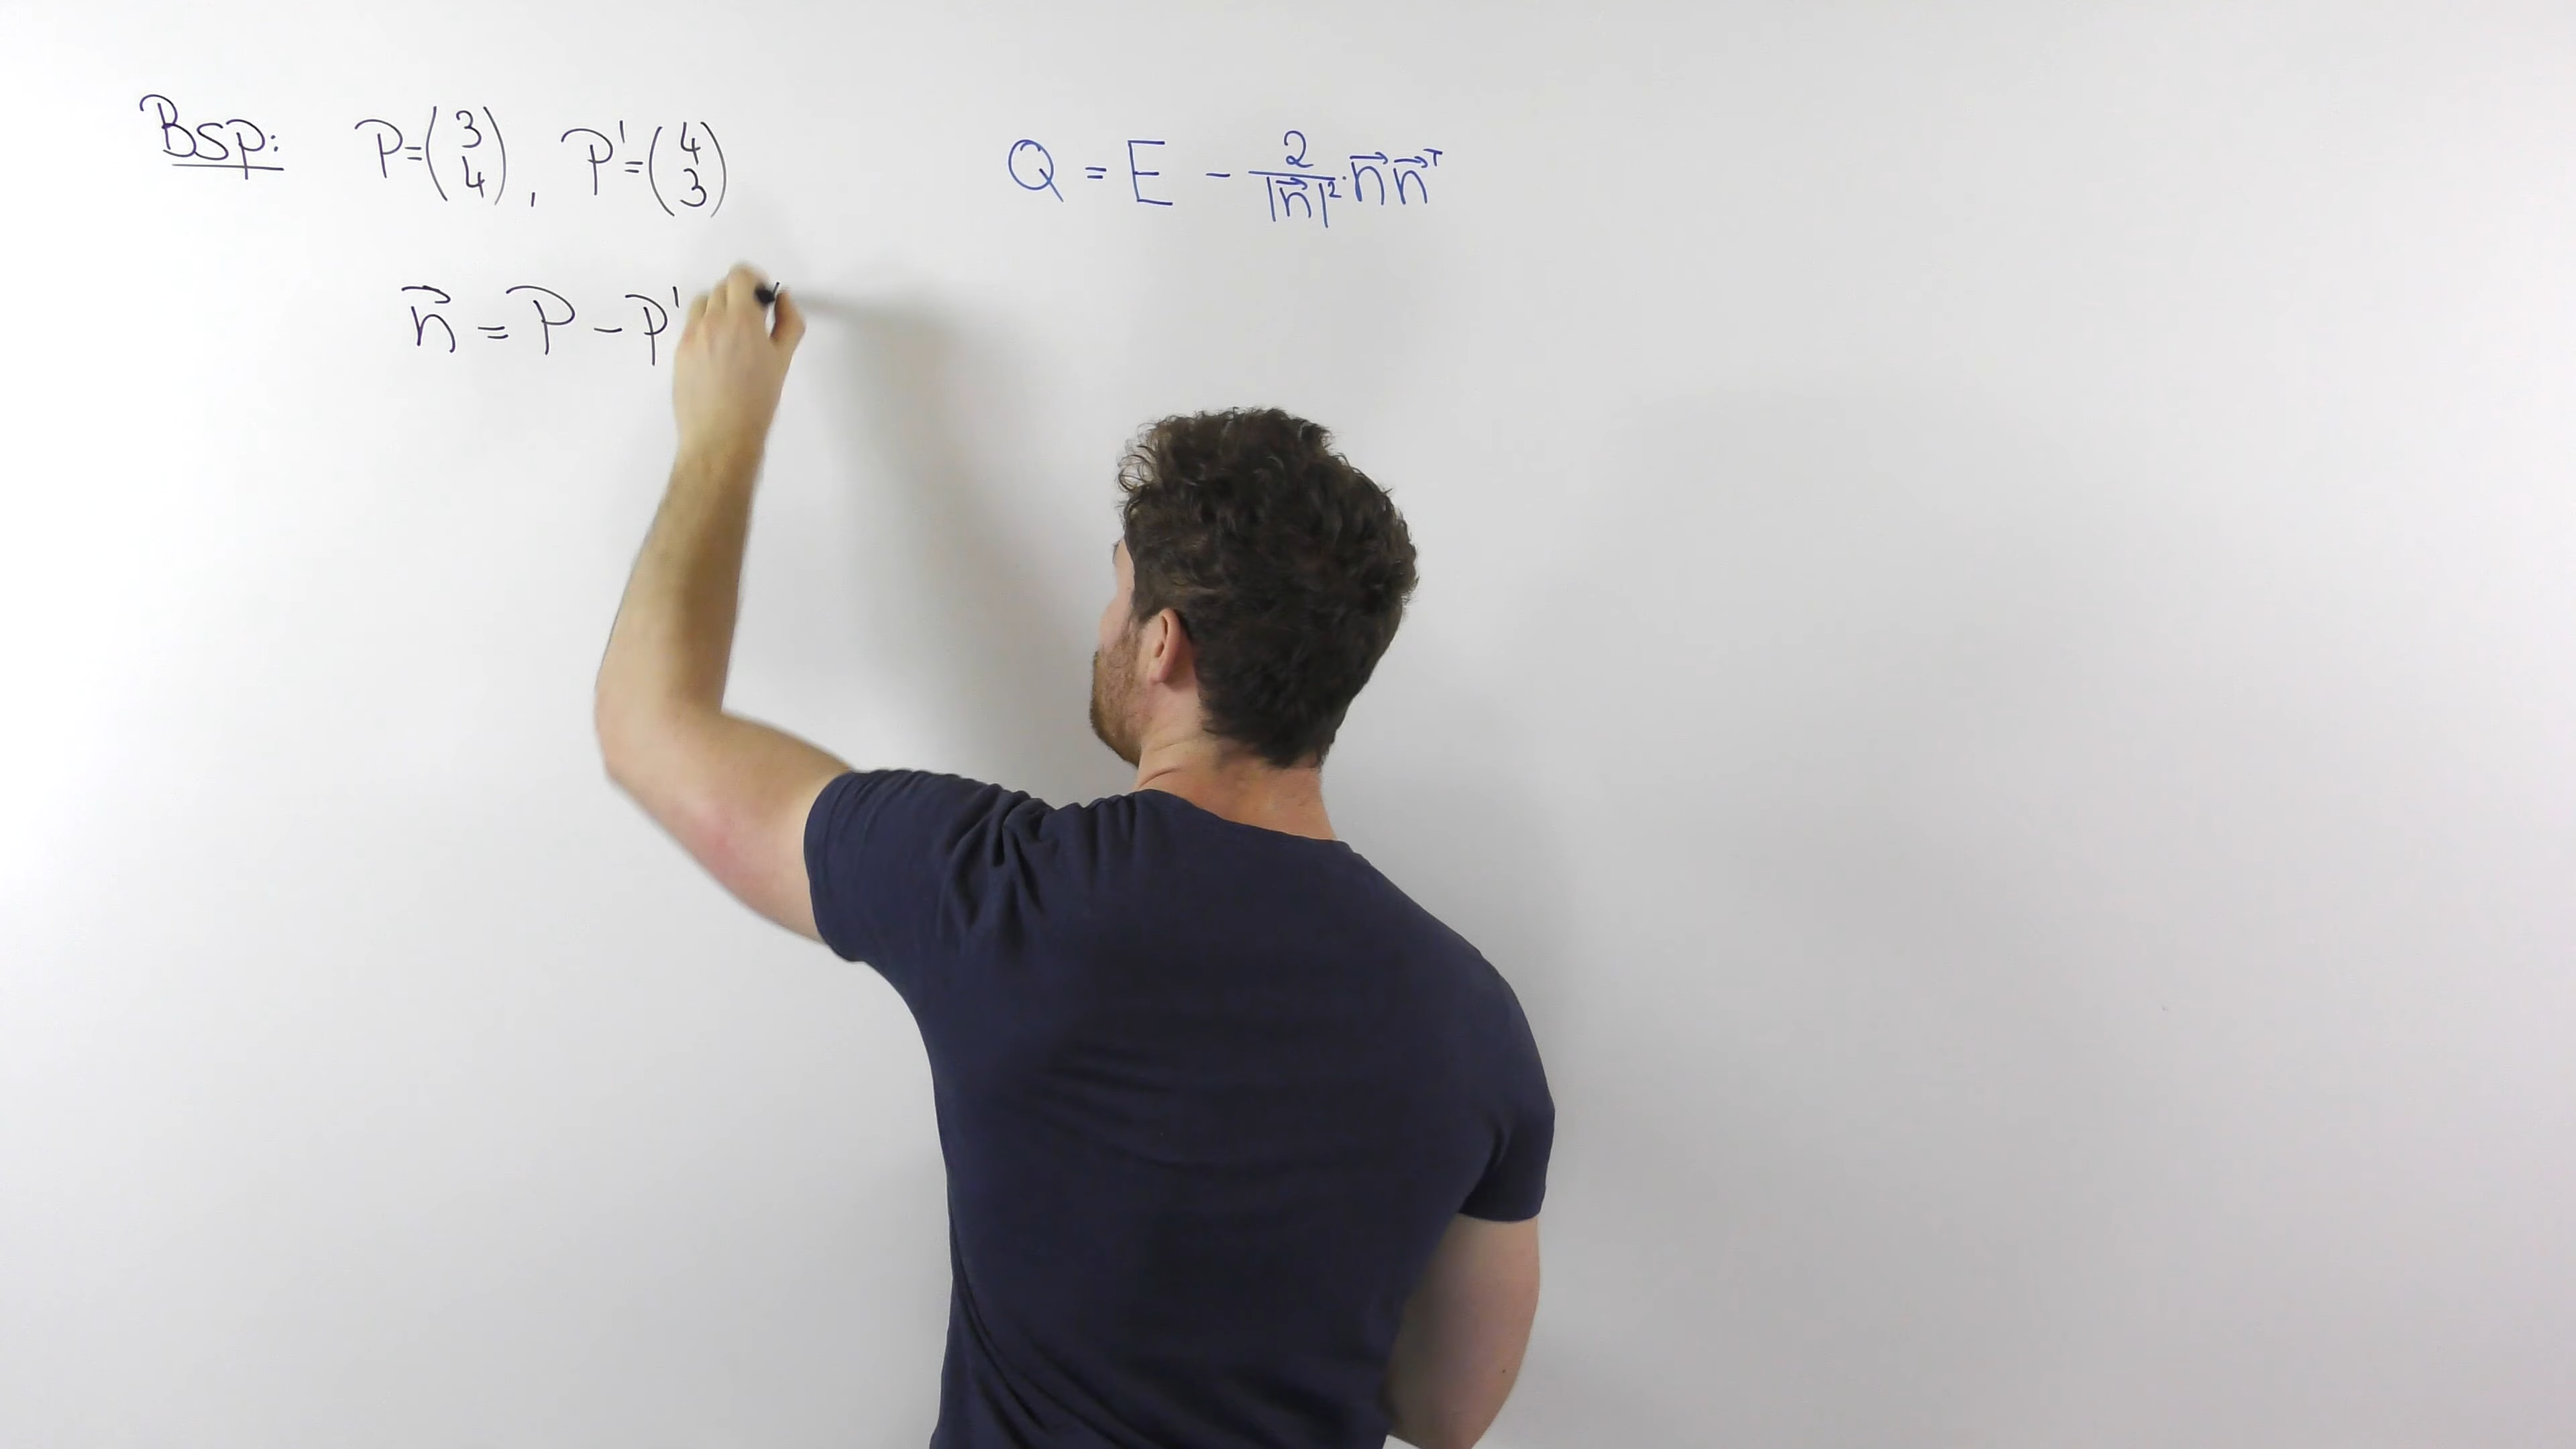 Bsp: P=(3 4), P'=(4 3)
Q = E - 2/|n⃗|² · n⃗ n⃗ᵀ
n⃗ = P - P'